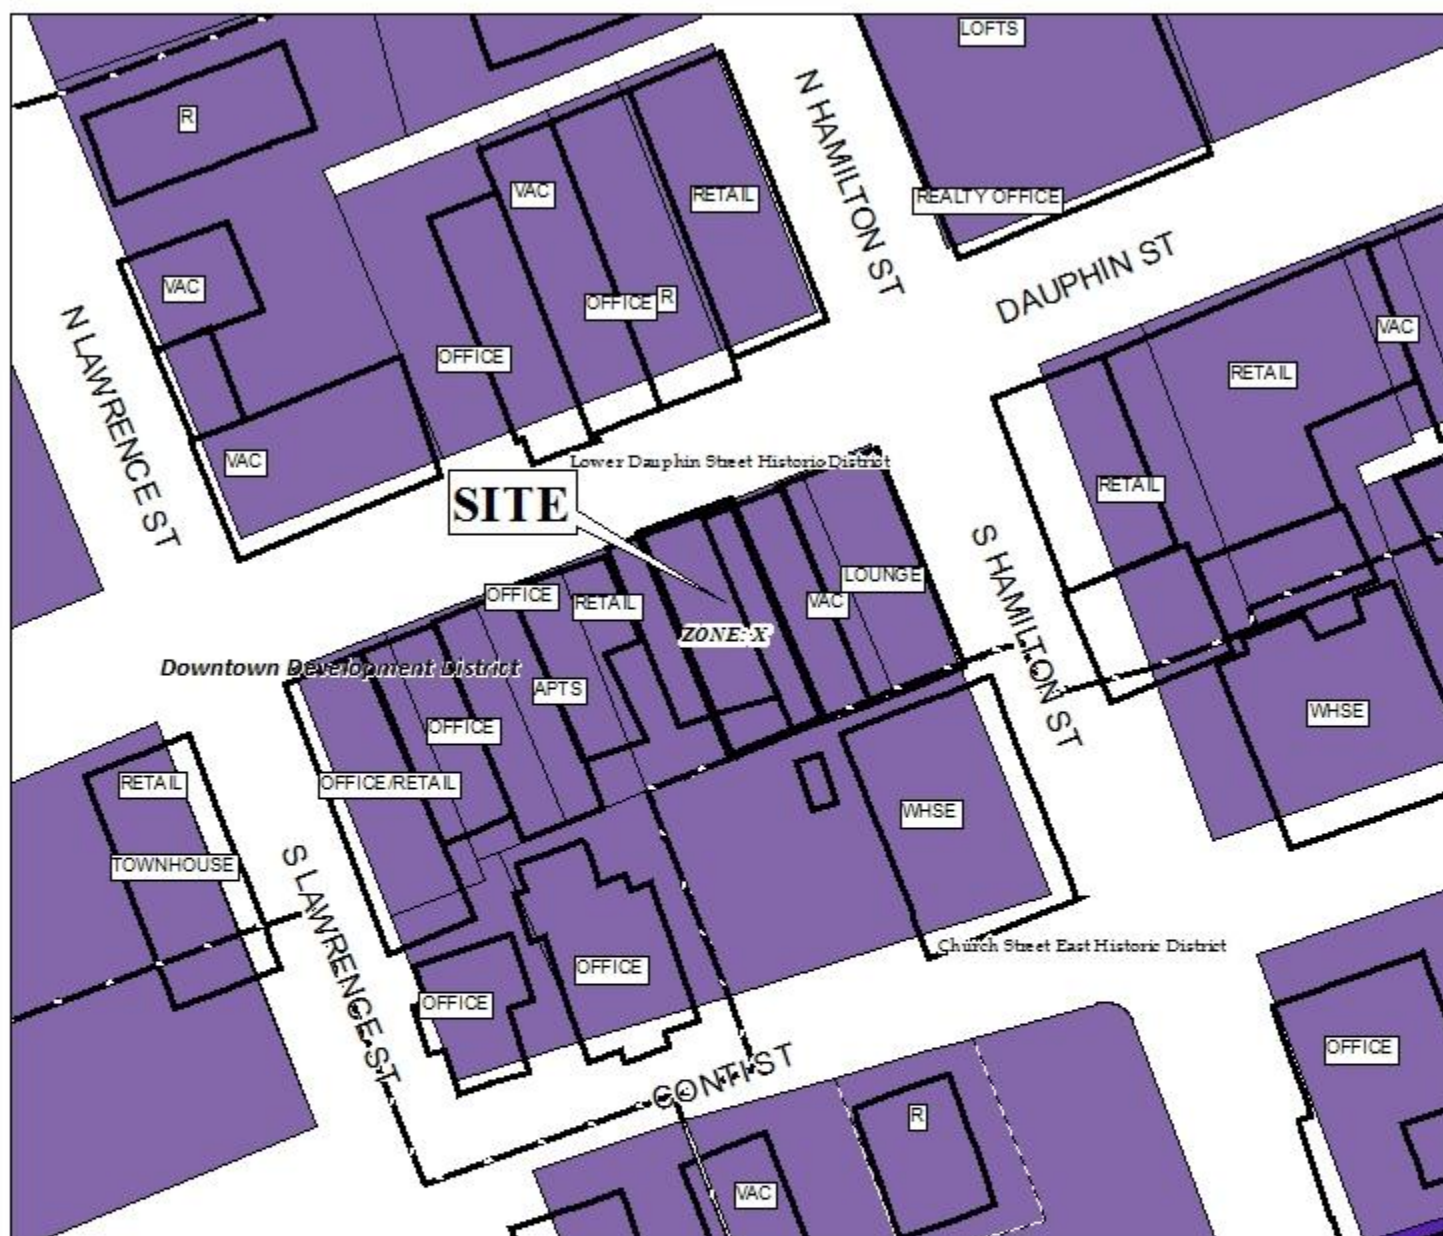 LOFTS
R
N HAMILTON ST
VAC
RETAIL
REALTY OFFICE
DAUPHIN ST
VAC
OFFICE
R
N LAWRENCE ST
OFFICE
VAC
RETAIL
VAC
Lower Dauphin Street Historic District
SITE
RETAIL
S HAMILTON ST
LOUNGE
OFFICE
RETAIL
VAC
ZONE: X
Downtown Development District
APTS
OFFICE
WHSE
RETAIL
OFFICE/RETAIL
WHSE
TOWNHOUSE
S LAWRENCE ST
Church Street East Historic District
OFFICE
OFFICE
OFFICE
CONTI ST
R
VAC